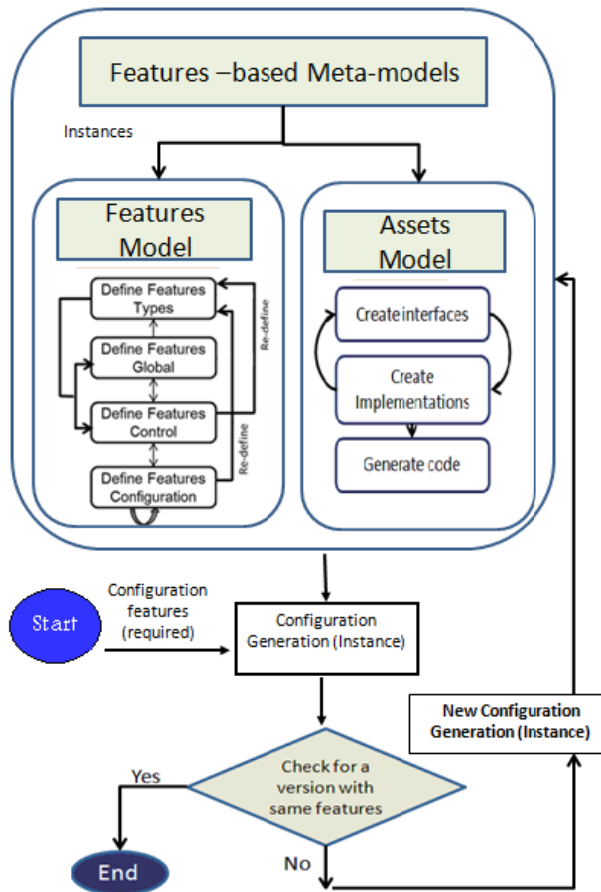 Features –based Meta-models
Instances
Features
Model
Define Features
Types
Define Features
Global
Define Features
Control
Define Features
Configuration
Re-define
Re-define
Assets
Model
Create interfaces
Create
Implementations
Generate code
Start
Configuration
features
(required)
Configuration
Generation (Instance)
New Configuration
Generation (Instance)
Check for a
version with
same features
Yes
No
End